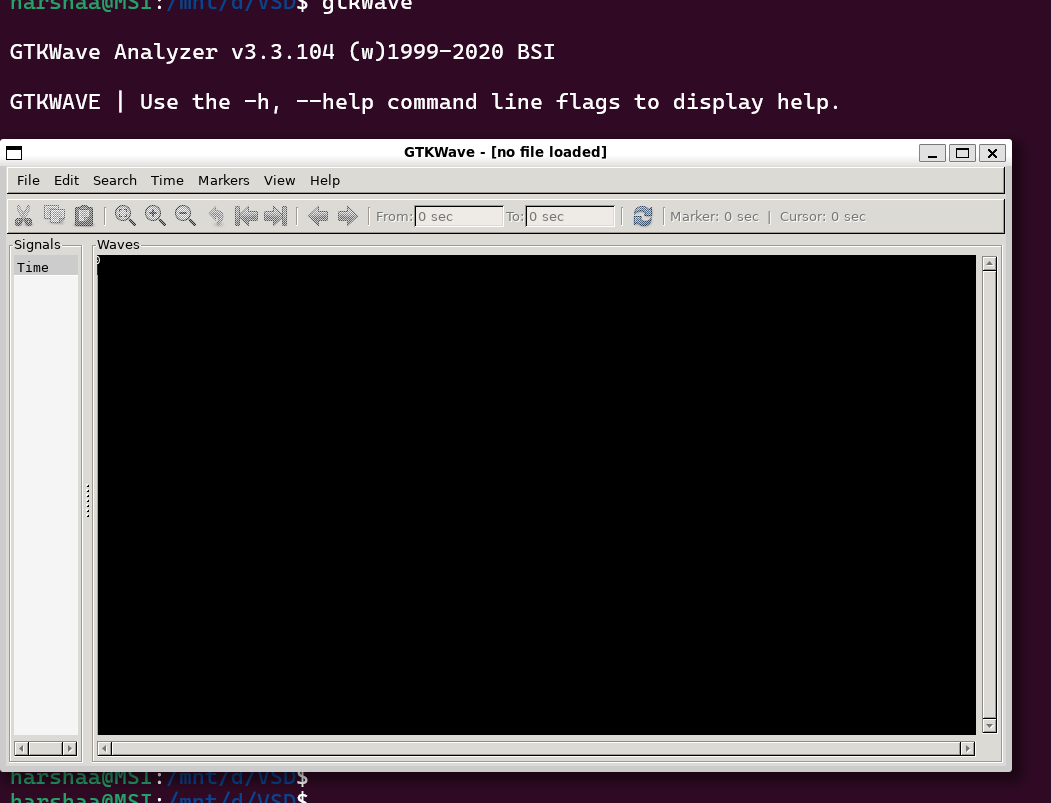 harshaa@MSI:/mnt/d/VSD$ gtkwave
GTKWave Analyzer v3.3.104 (w)1999-2020 BSI
GTKWAVE | Use the -h, --help command line flags to display help.
GTKWave - [no file loaded]
File Edit Search Time Markers View Help
From: 0 sec To: 0 sec Marker: 0 sec | Cursor: 0 sec
Signals Waves
Time 0
harshaa@MSI:/mnt/d/VSD$
harshaa@MSI:/mnt/d/VSD$